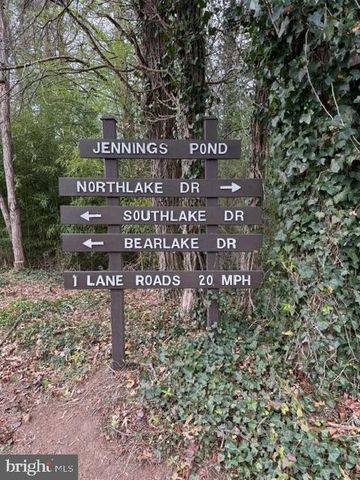 JENNINGS POND
NORTHLAKE DR →
← SOUTHLAKE DR
← BEARLAKE DR
1 LANE ROADS 20 MPH
bright MLS